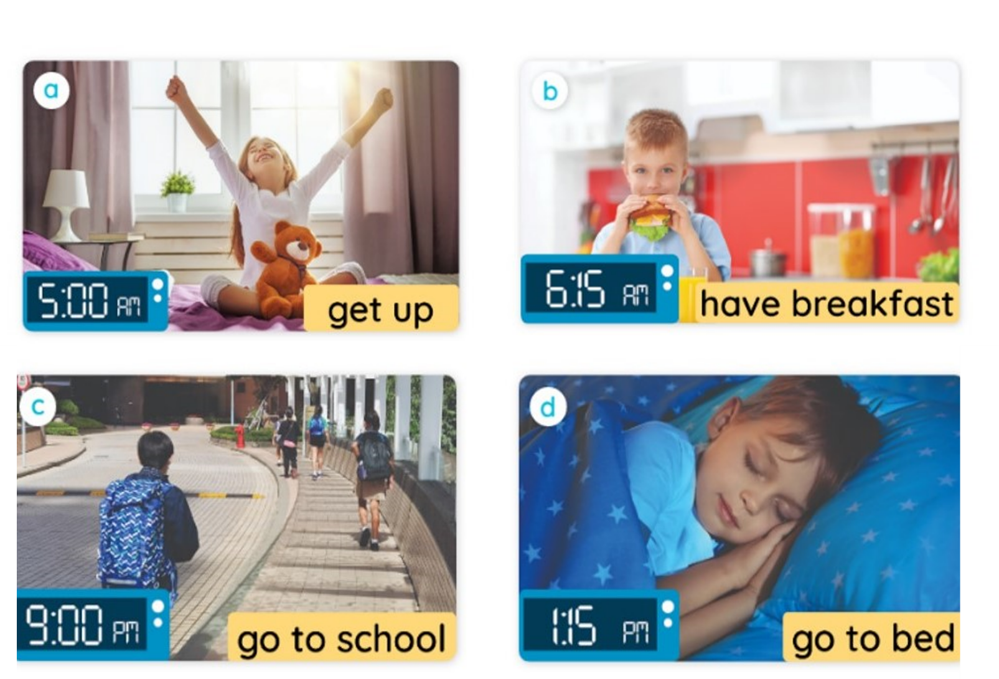 a
5:00 AM
get up
b
6:15 AM
have breakfast
c
9:00 PM
go to school
d
1:15 PM
go to bed